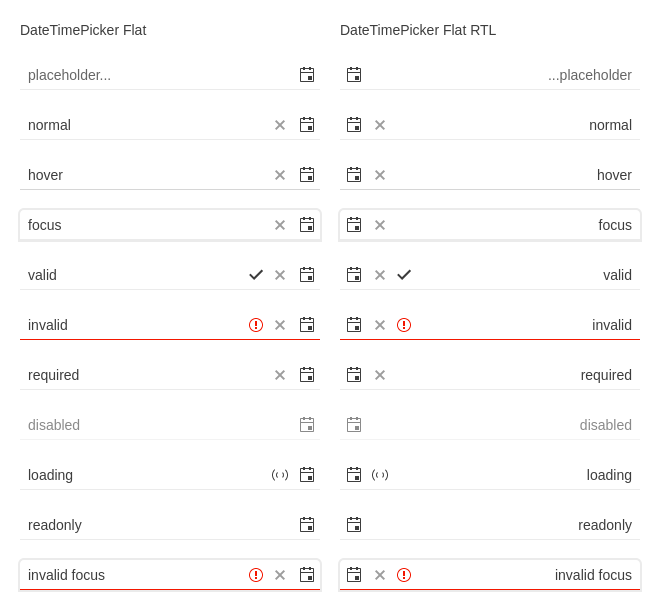 DateTimePicker Flat
placeholder...
normal
hover
focus
valid
invalid
required
disabled
loading
readonly
invalid focus
DateTimePicker Flat RTL
...placeholder
normal
hover
focus
valid
invalid
required
disabled
loading
readonly
invalid focus